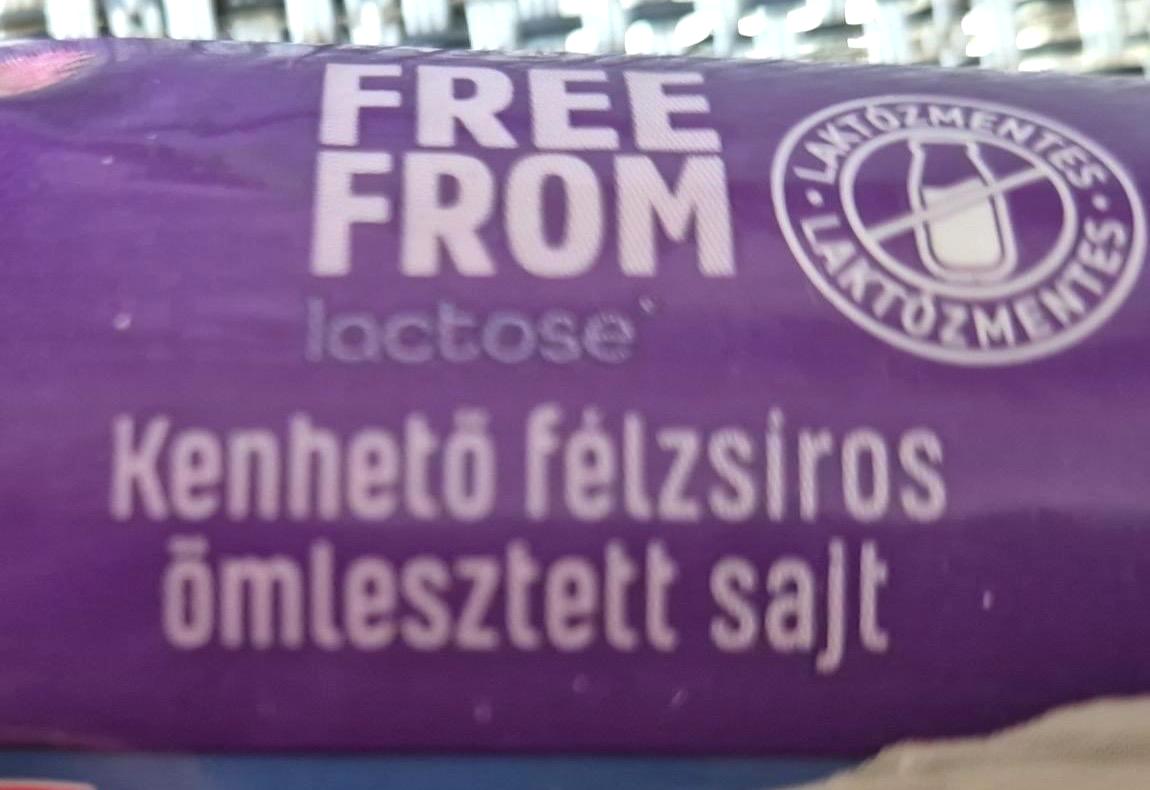 FREE
FROM
lactose
LAKTÓZMENTES • LAKTÓZMENTES •
Kenhető félzsíros
ömlesztett sajt